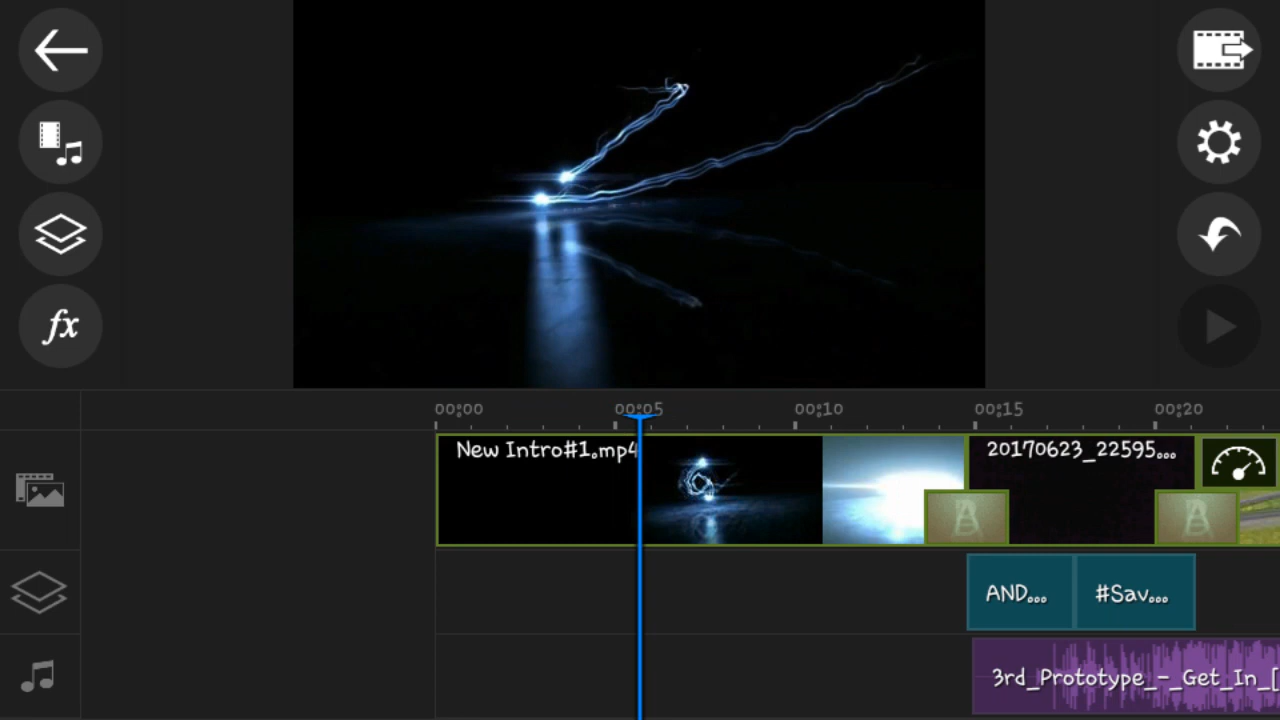 fx
00:00
00:05
00:10
00:15
00:20
New Intro#1.mp4
20170623_22595...
A
A
AND...
#Sav...
3rd_Prototype_-_Get_In_[